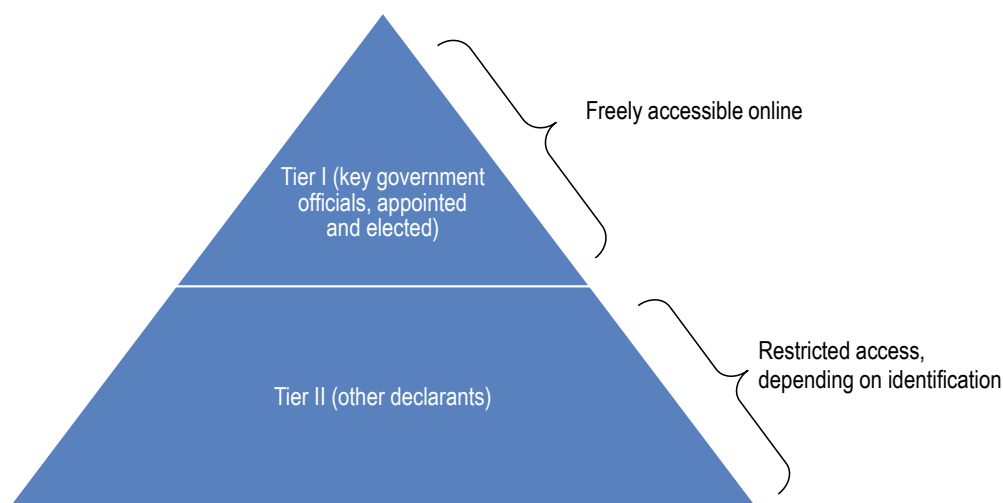 Freely accessible online
Tier I (key government
officials, appointed
and elected)
Restricted access,
depending on identification
Tier II (other declarants)